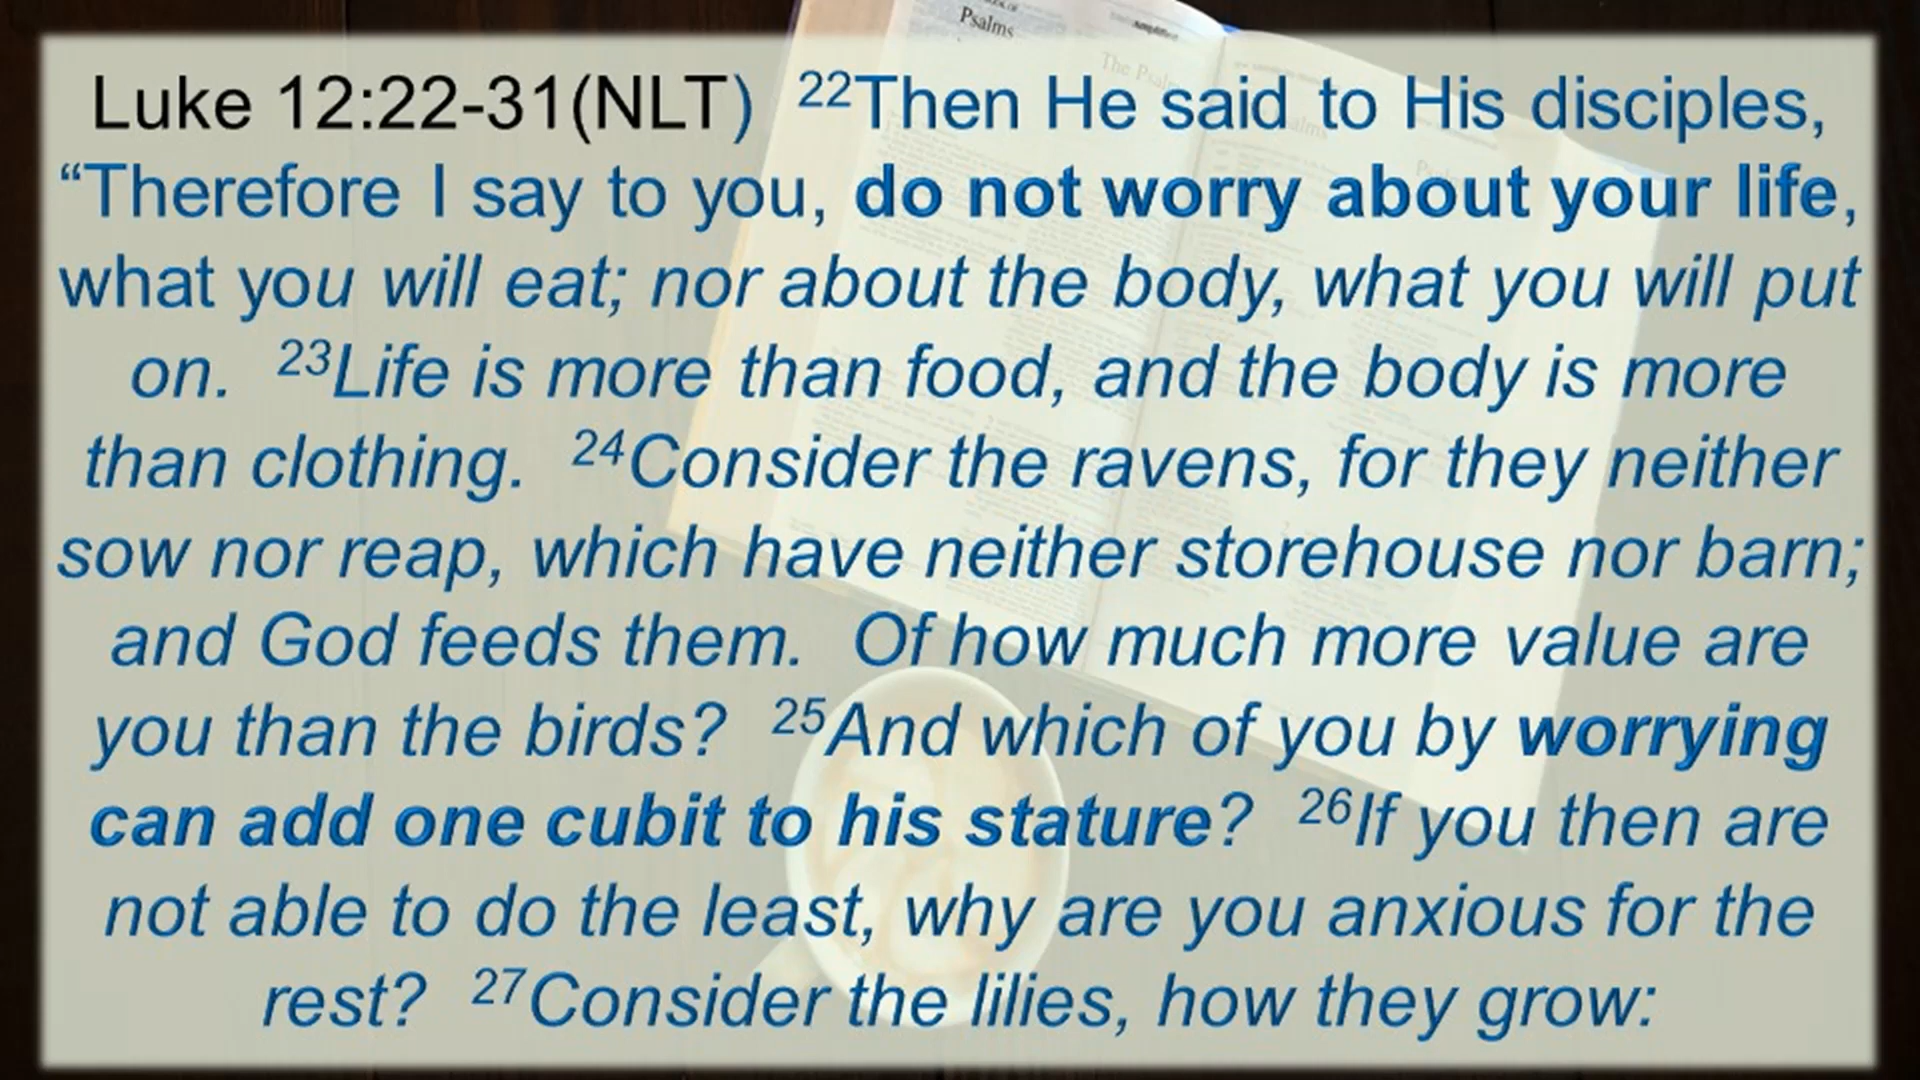 Psalms
The Psalms
Luke 12:22-31(NLT) 22Then He said to His disciples,
“Therefore I say to you, do not worry about your life,
what you will eat; nor about the body, what you will put
on. 23Life is more than food, and the body is more
than clothing. 24Consider the ravens, for they neither
sow nor reap, which have neither storehouse nor barn;
and God feeds them. Of how much more value are
you than the birds? 25And which of you by worrying
can add one cubit to his stature? 26If you then are
not able to do the least, why are you anxious for the
rest? 27Consider the lilies, how they grow: